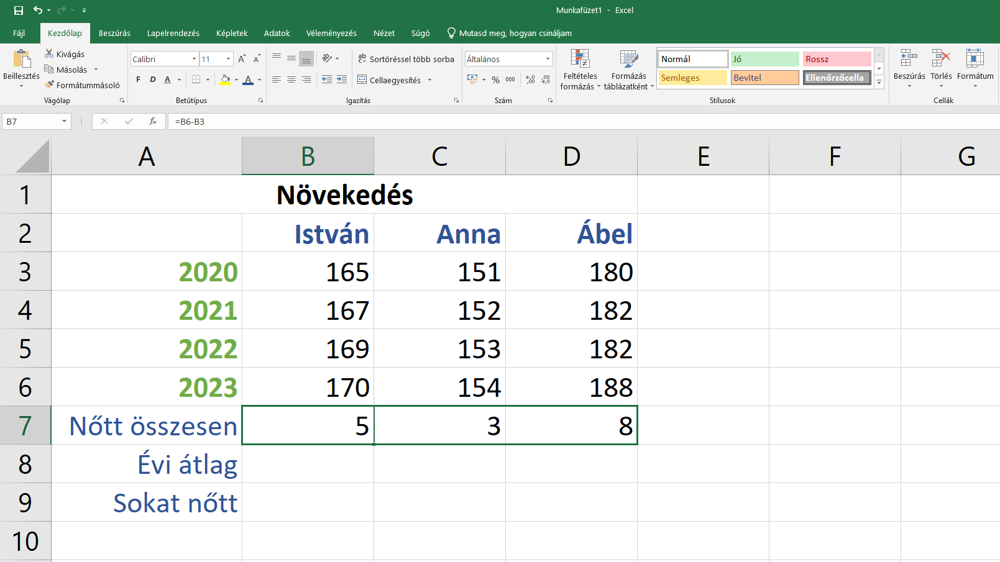 Munkafüzet1 - Excel
Fájl Kezdőlap Beszúrás Lapelrendezés Képletek Adatok Véleményezés Nézet Súgó Mutasd meg, hogyan csináljam
Beillesztés
Kivágás
Másolás
Formátummásoló
Vágólap
Calibri 11
F D A
Betűtípus
Sortöréssel több sorba
Cellaegyesítés
Igazítás
Általános
% 000
Szám
Feltételes formázás
Formázás táblázatként
Normál Jó Rossz
Semleges Bevitel Ellenőrzőcella
Stílusok
Beszúrás Törlés Formátum
Cellák
B7 fx =B6-B3
A B C D E F G
1 Növekedés
2 István Anna Ábel
3 2020 165 151 180
4 2021 167 152 182
5 2022 169 153 182
6 2023 170 154 188
7 Nőtt összesen 5 3 8
8 Évi átlag
9 Sokat nőtt
10